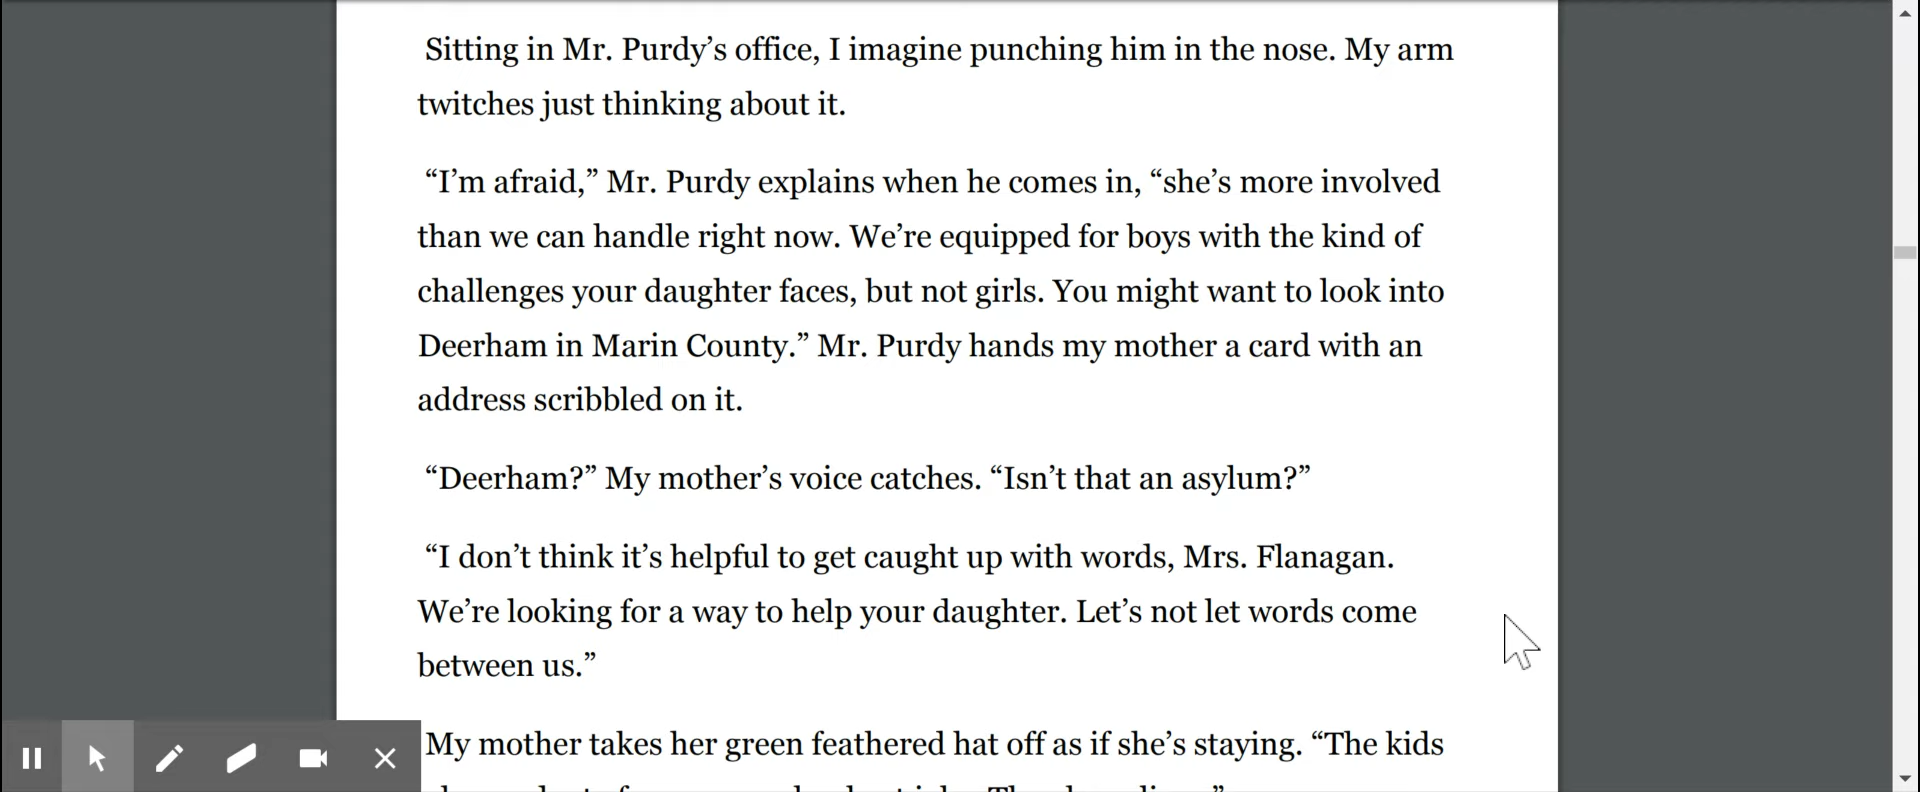 Sitting in Mr. Purdy’s office, I imagine punching him in the nose. My arm
twitches just thinking about it.
“I’m afraid,” Mr. Purdy explains when he comes in, “she’s more involved
than we can handle right now. We’re equipped for boys with the kind of
challenges your daughter faces, but not girls. You might want to look into
Deerham in Marin County.” Mr. Purdy hands my mother a card with an
address scribbled on it.
“Deerham?” My mother’s voice catches. “Isn’t that an asylum?”
“I don’t think it’s helpful to get caught up with words, Mrs. Flanagan.
We’re looking for a way to help your daughter. Let’s not let words come
between us.”
My mother takes her green feathered hat off as if she’s staying. “The kids